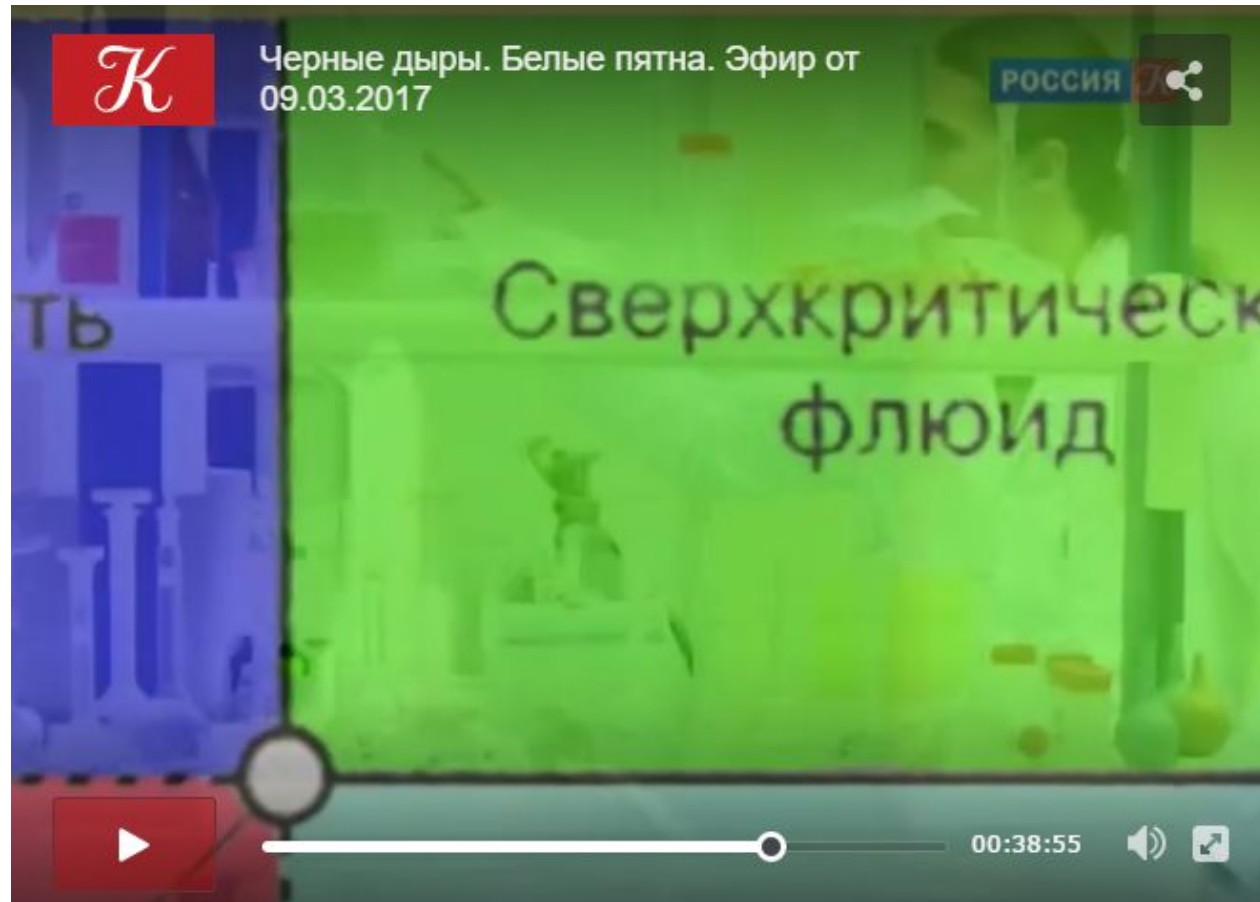 К
Черные дыры. Белые пятна. Эфир от
09.03.2017
РОССИЯ К
ть
Сверхкритическ
флюид
00:38:55